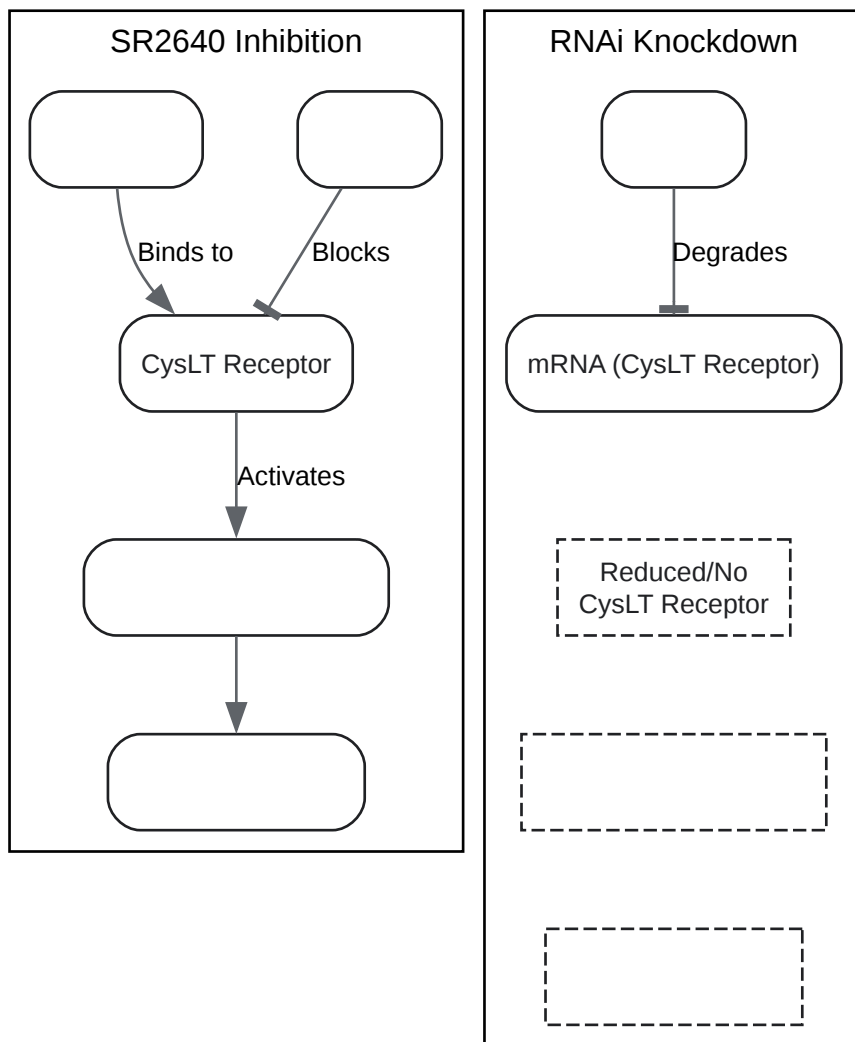 SR2640 Inhibition
Binds to
Blocks
CysLT Receptor
Activates
RNAi Knockdown
Degrades
mRNA (CysLT Receptor)
Reduced/No
CysLT Receptor